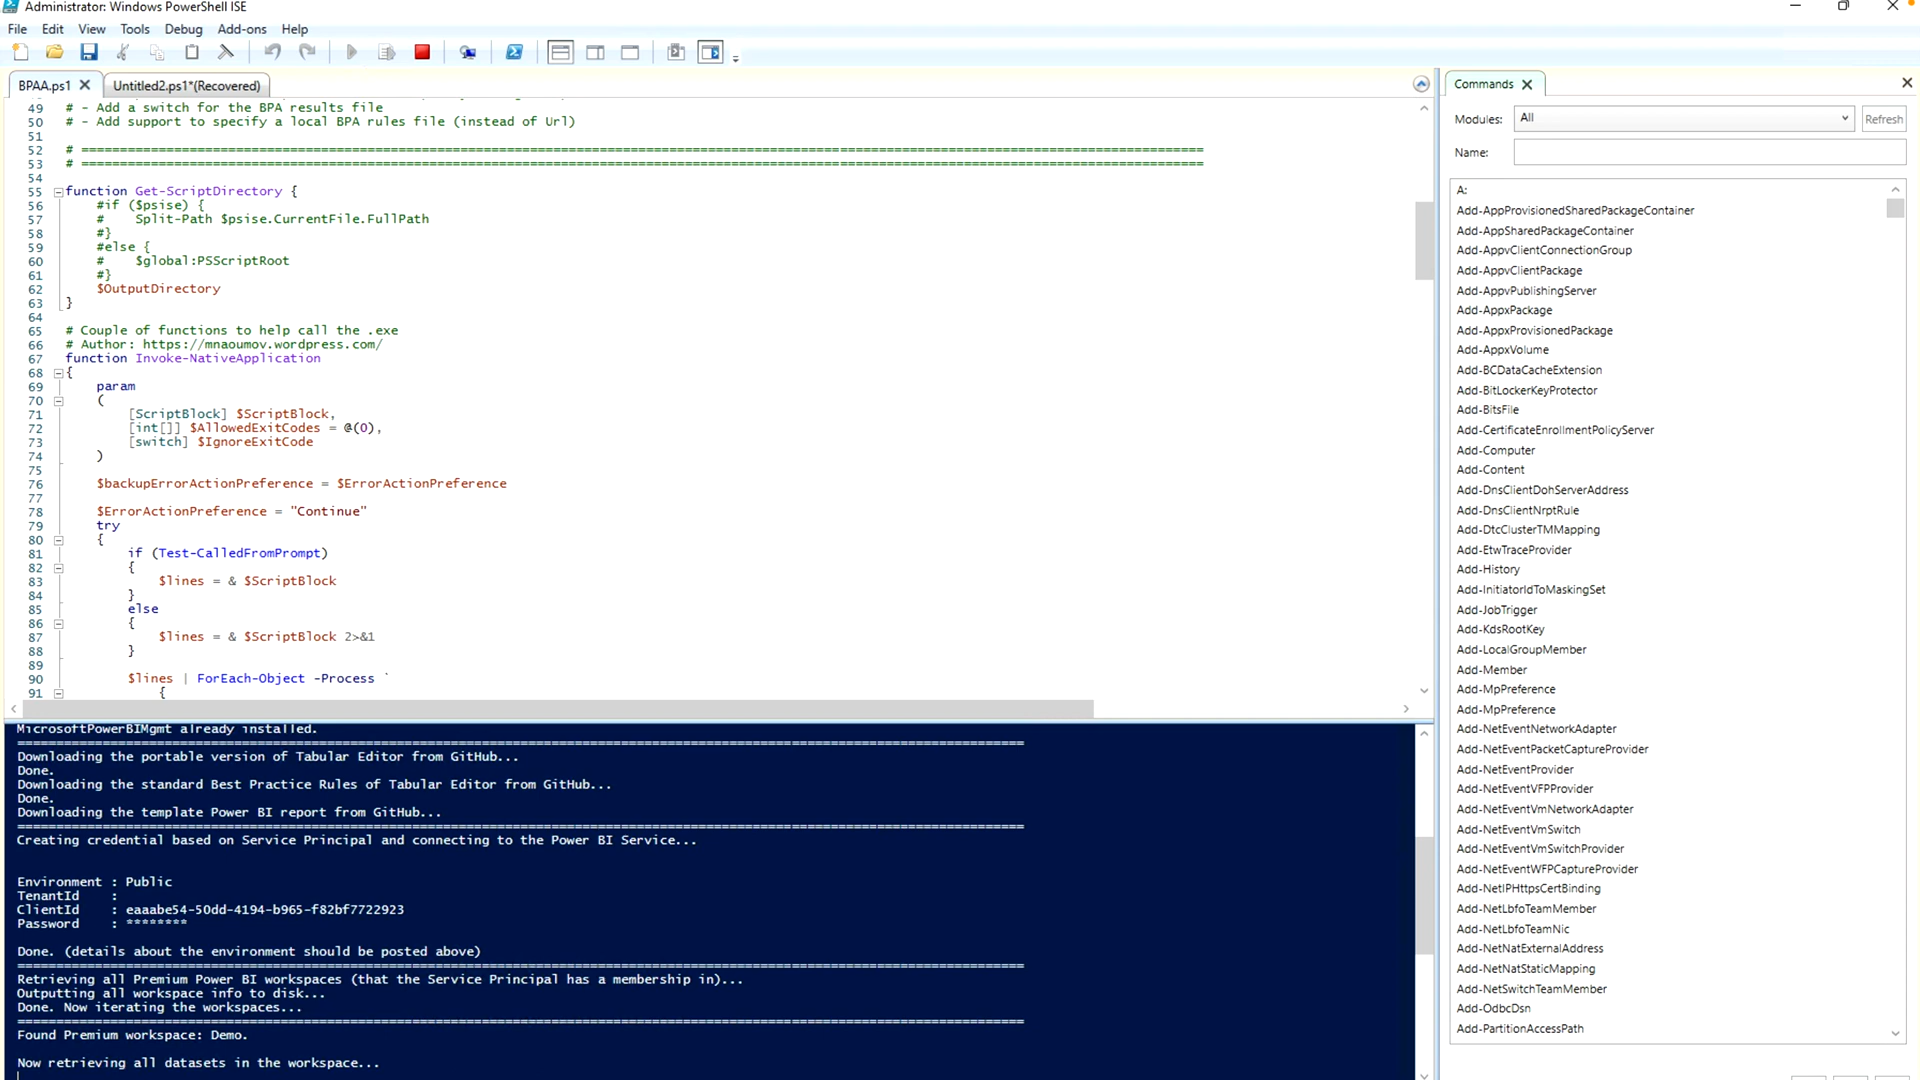 Administrator: Windows PowerShell ISE
File Edit View Tools Debug Add-ons Help
BPAA.ps1 Untitled2.ps1*(Recovered)
49 # - Add a switch for the BPA results file
50 # - Add support to specify a local BPA rules file (instead of Url)
51
52 # =================================================================================================================================================
53 # =================================================================================================================================================
54
55 function Get-ScriptDirectory {
56 #if ($psise) {
57 # Split-Path $psise.CurrentFile.FullPath
58 #}
59 #else {
60 # $global:PSScriptRoot
61 #}
62 $OutputDirectory
63 }
64
65 # Couple of functions to help call the .exe
66 # Author: https://mnaoumov.wordpress.com/
67 function Invoke-NativeApplication
68 {
69 param
70 (
71 [ScriptBlock] $ScriptBlock,
72 [int[]] $AllowedExitCodes = @(0),
73 [switch] $IgnoreExitCode
74 )
75
76 $backupErrorActionPreference = $ErrorActionPreference
77
78 $ErrorActionPreference = "Continue"
79 try
80 {
81 if (Test-CalledFromPrompt)
82 {
83 $lines = & $ScriptBlock
84 }
85 else
86 {
87 $lines = & $ScriptBlock 2>&1
88 }
89
90 $lines | ForEach-Object -Process `
91 {
MicrosoftPowerBIMgmt already installed.
==================================================================================================================================
Downloading the portable version of Tabular Editor from GitHub...
Done.
Downloading the standard Best Practice Rules of Tabular Editor from GitHub...
Done.
Downloading the template Power BI report from GitHub...
==================================================================================================================================
Creating credential based on Service Principal and connecting to the Power BI Service...
Environment : Public
TenantId :
ClientId : eaaabe54-50dd-4194-b965-f82bf7722923
Password : ********
Done. (details about the environment should be posted above)
==================================================================================================================================
Retrieving all Premium Power BI workspaces (that the Service Principal has a membership in)...
Outputting all workspace info to disk...
Done. Now iterating the workspaces...
==================================================================================================================================
Found Premium workspace: Demo.
Now retrieving all datasets in the workspace...
Commands
Modules: All Refresh
Name:
A:
Add-AppProvisionedSharedPackageContainer
Add-AppSharedPackageContainer
Add-AppvClientConnectionGroup
Add-AppvClientPackage
Add-AppvPublishingServer
Add-AppxPackage
Add-AppxProvisionedPackage
Add-AppxVolume
Add-BCDataCacheExtension
Add-BitLockerKeyProtector
Add-BitsFile
Add-CertificateEnrollmentPolicyServer
Add-Computer
Add-Content
Add-DnsClientDohServerAddress
Add-DnsClientNrptRule
Add-DtcClusterTMMapping
Add-EtwTraceProvider
Add-History
Add-InitiatorIdToMaskingSet
Add-JobTrigger
Add-KdsRootKey
Add-LocalGroupMember
Add-Member
Add-MpPreference
Add-MpPreference
Add-NetEventNetworkAdapter
Add-NetEventPacketCaptureProvider
Add-NetEventProvider
Add-NetEventVFPProvider
Add-NetEventVmNetworkAdapter
Add-NetEventVmSwitch
Add-NetEventVmSwitchProvider
Add-NetEventWFPCaptureProvider
Add-NetIPHttpsCertBinding
Add-NetLbfoTeamMember
Add-NetLbfoTeamNic
Add-NetNatExternalAddress
Add-NetNatStaticMapping
Add-NetSwitchTeamMember
Add-OdbcDsn
Add-PartitionAccessPath